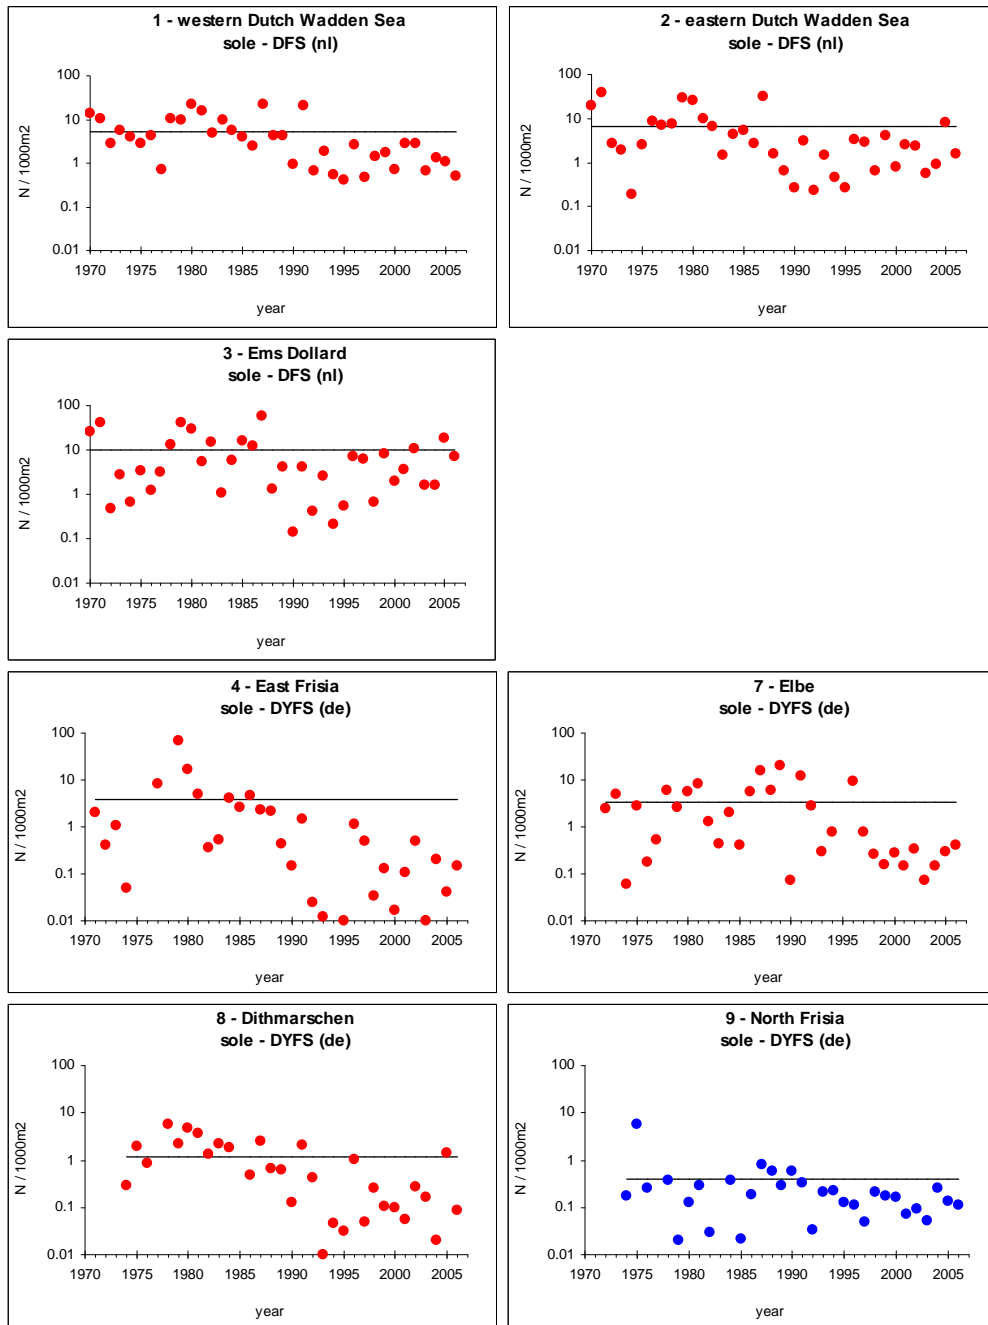 1 - western Dutch Wadden Sea
sole - DFS (nl)
100
10
1
0.1
0.01
N / 1000m2
1970 1975 1980 1985 1990 1995 2000 2005
year
2 - eastern Dutch Wadden Sea
sole - DFS (nl)
100
10
1
0.1
0.01
N / 1000m2
1970 1975 1980 1985 1990 1995 2000 2005
year
3 - Ems Dollard
sole - DFS (nl)
100
10
1
0.1
0.01
N / 1000m2
1970 1975 1980 1985 1990 1995 2000 2005
year
4 - East Frisia
sole - DYFS (de)
100
10
1
0.1
0.01
N / 1000m2
1970 1975 1980 1985 1990 1995 2000 2005
year
7 - Elbe
sole - DYFS (de)
100
10
1
0.1
0.01
N / 1000m2
1970 1975 1980 1985 1990 1995 2000 2005
year
8 - Dithmarschen
sole - DYFS (de)
100
10
1
0.1
0.01
N / 1000m2
1970 1975 1980 1985 1990 1995 2000 2005
year
9 - North Frisia
sole - DYFS (de)
100
10
1
0.1
0.01
N / 1000m2
1970 1975 1980 1985 1990 1995 2000 2005
year